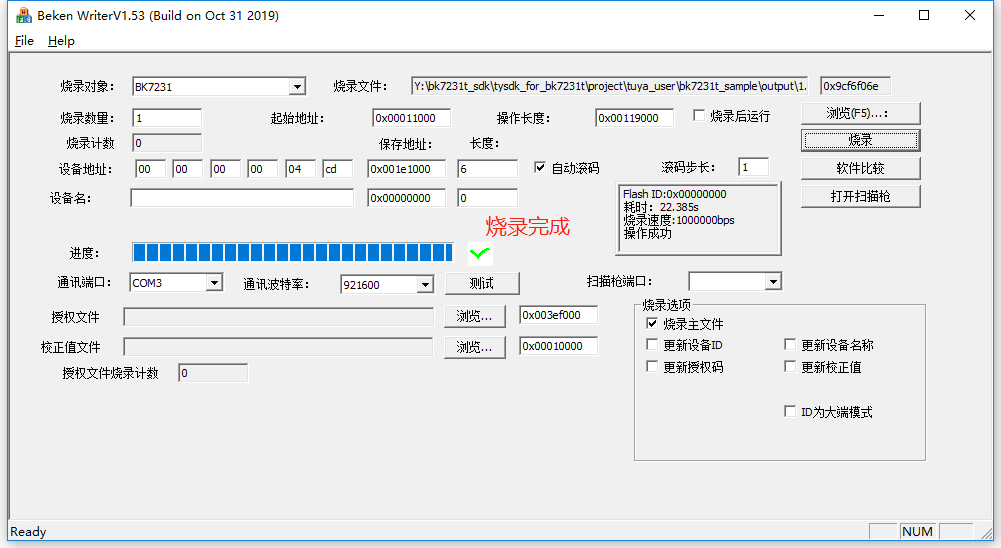 Beken WriterV1.53 (Build on Oct 31 2019)
File Help
烧录对象: BK7231 烧录文件: Y:\bk7231t_sdk\tysdk_for_bk7231t\project\tuya_user\bk7231t_sample\output\1. 0x9cf6f06e
烧录数量: 1 起始地址: 0x00011000 操作长度: 0x00119000 烧录后运行 浏览(F5)...:
烧录计数 0 保存地址: 长度: 烧录
设备地址: 00 00 00 00 04 cd 0x001e1000 6 自动滚码 滚码步长: 1 软件比较
设备名: 0x00000000 0 打开扫描枪
Flash ID:0x00000000
耗时: 22.385s
烧录速度:1000000bps
操作成功
烧录完成
进度:
通讯端口: COM3 通讯波特率: 921600 测试 扫描枪端口:
授权文件 浏览... 0x003ef000
校正值文件 浏览... 0x00010000
授权文件烧录计数 0
烧录选项
烧录主文件
更新设备ID 更新设备名称
更新授权码 更新校正值
ID为大端模式
Ready NUM